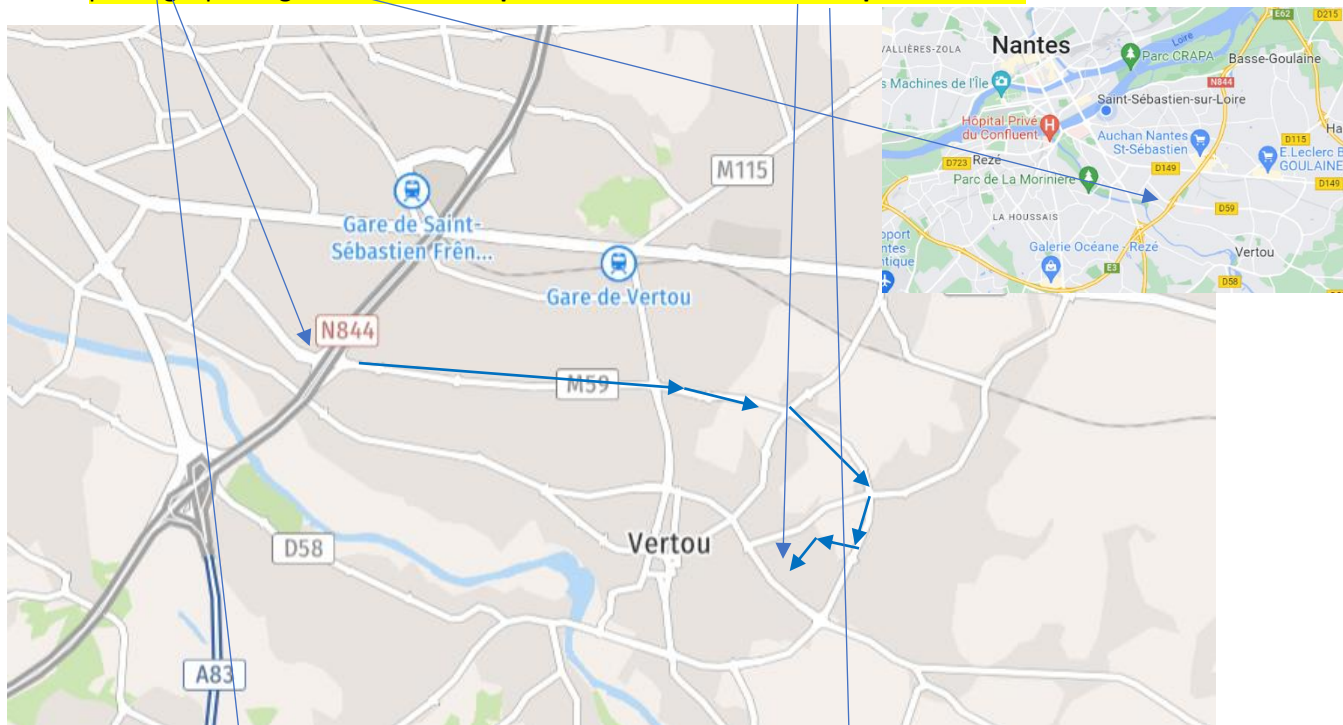 E62
D215
VALLIÈRES-ZOLA
Nantes
Loire
Parc CRAPA
Basse-Goulaine
s Machines de l'Île
N844
Saint-Sébastien-sur-Loire
Hôpital Privé
du Confluent
H
Auchan Nantes
St-Sébastien
D115
Ha
E.Leclerc B
GOULAINE
D723
Rezé
D149
D149
Parc de La Morinière
D59
LA HOUSSAIS
Galerie Océane - Rezé
Vertou
E3
D58
M115
Gare de Saint-
Sébastien Frên...
Gare de Vertou
N844
M59
Vertou
D58
A83